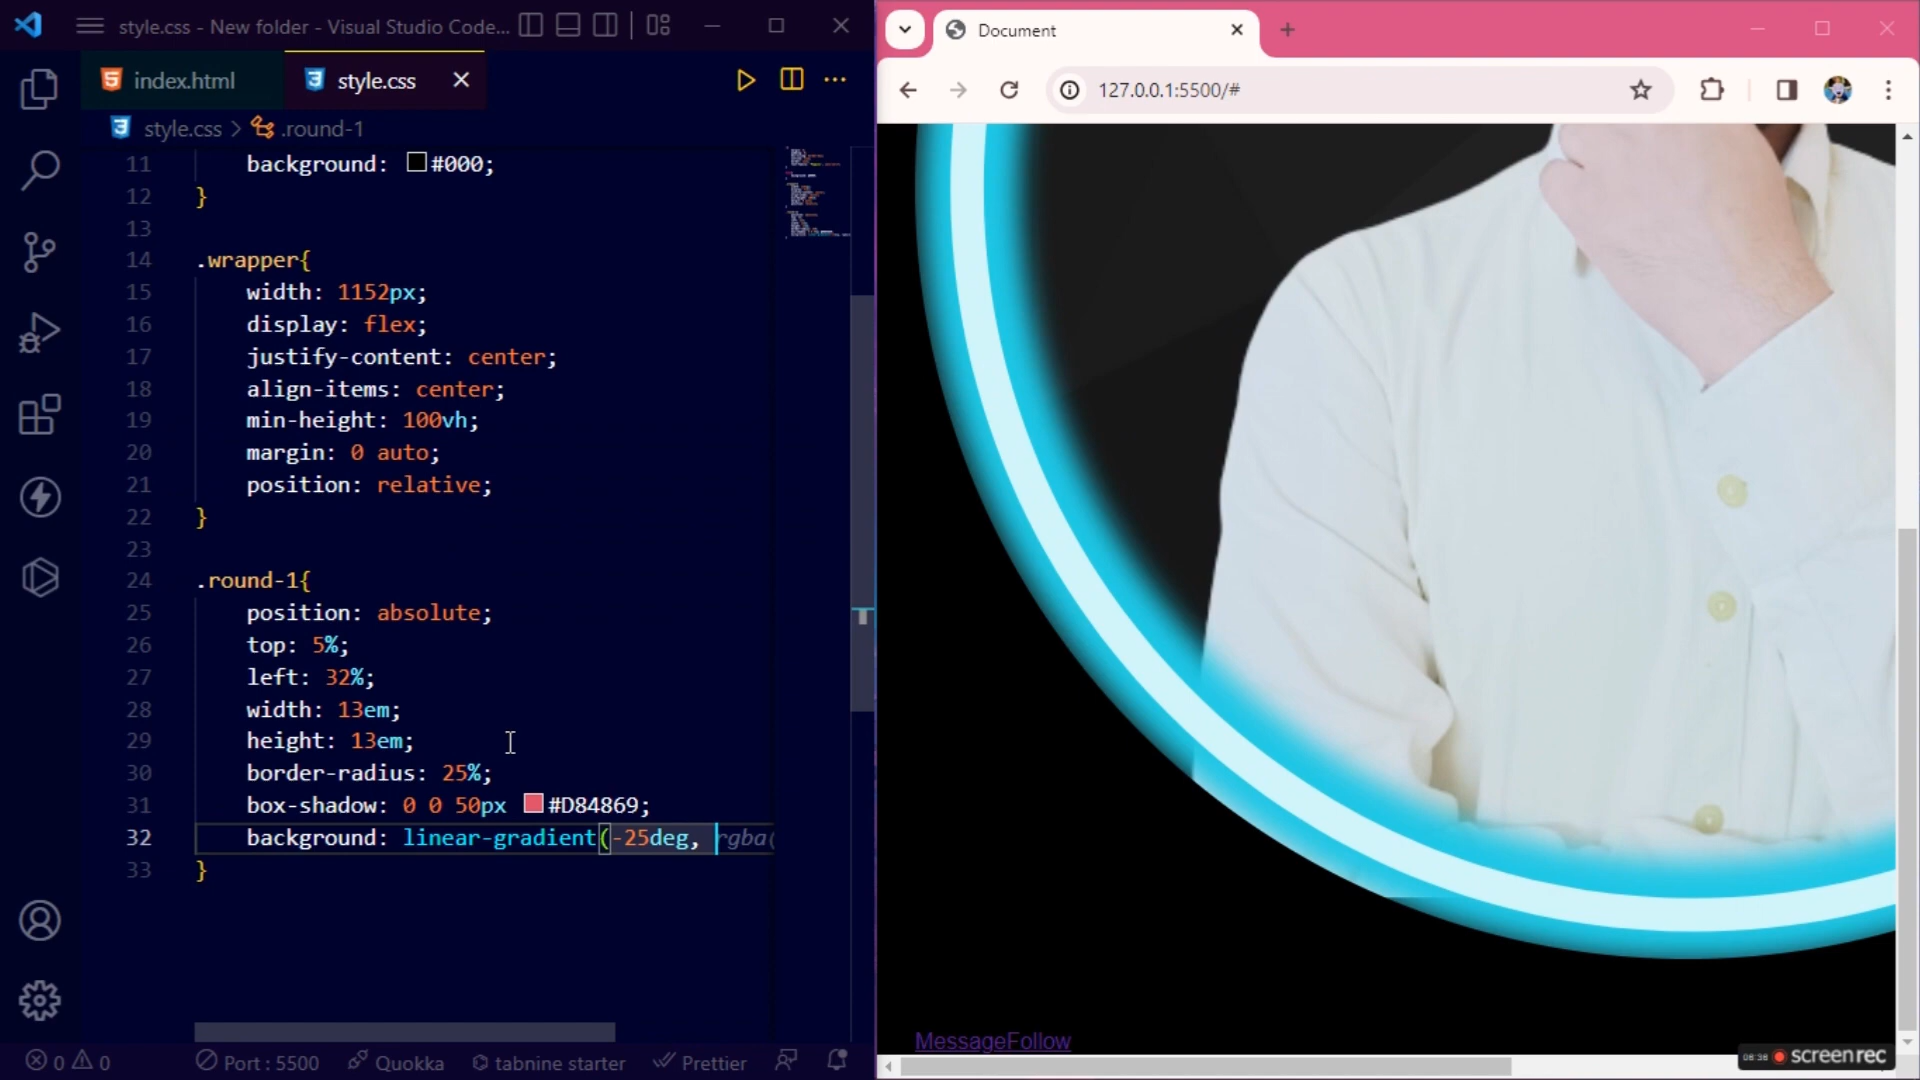 style.css - New folder - Visual Studio Code...
index.html
style.css
style.css > .round-1
11 background: #000;
12 }
13
14 .wrapper{
15 width: 1152px;
16 display: flex;
17 justify-content: center;
18 align-items: center;
19 min-height: 100vh;
20 margin: 0 auto;
21 position: relative;
22 }
23
24 .round-1{
25 position: absolute;
26 top: 5%;
27 left: 32%;
28 width: 13em;
29 height: 13em;
30 border-radius: 25%;
31 box-shadow: 0 0 50px #D84869;
32 background: linear-gradient(-25deg, rgba(
33 }
0 0 Port : 5500 Quokka tabnine starter Prettier
Document
127.0.0.1:5500/#
MessageFollow
08:38 screenrec